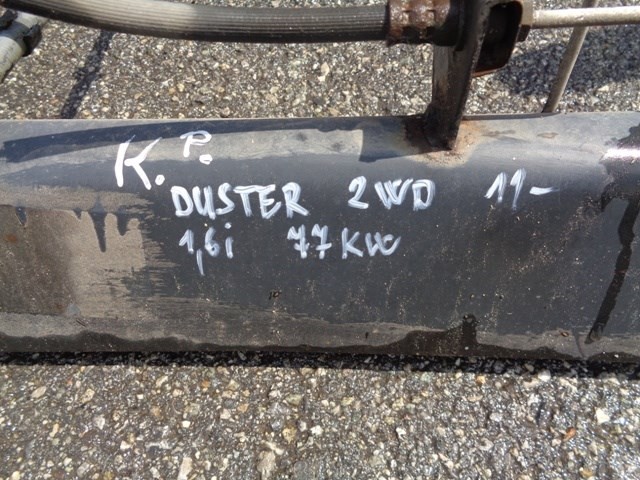 K. P.
DUSTER 2WD 11-
1,6i 77KW